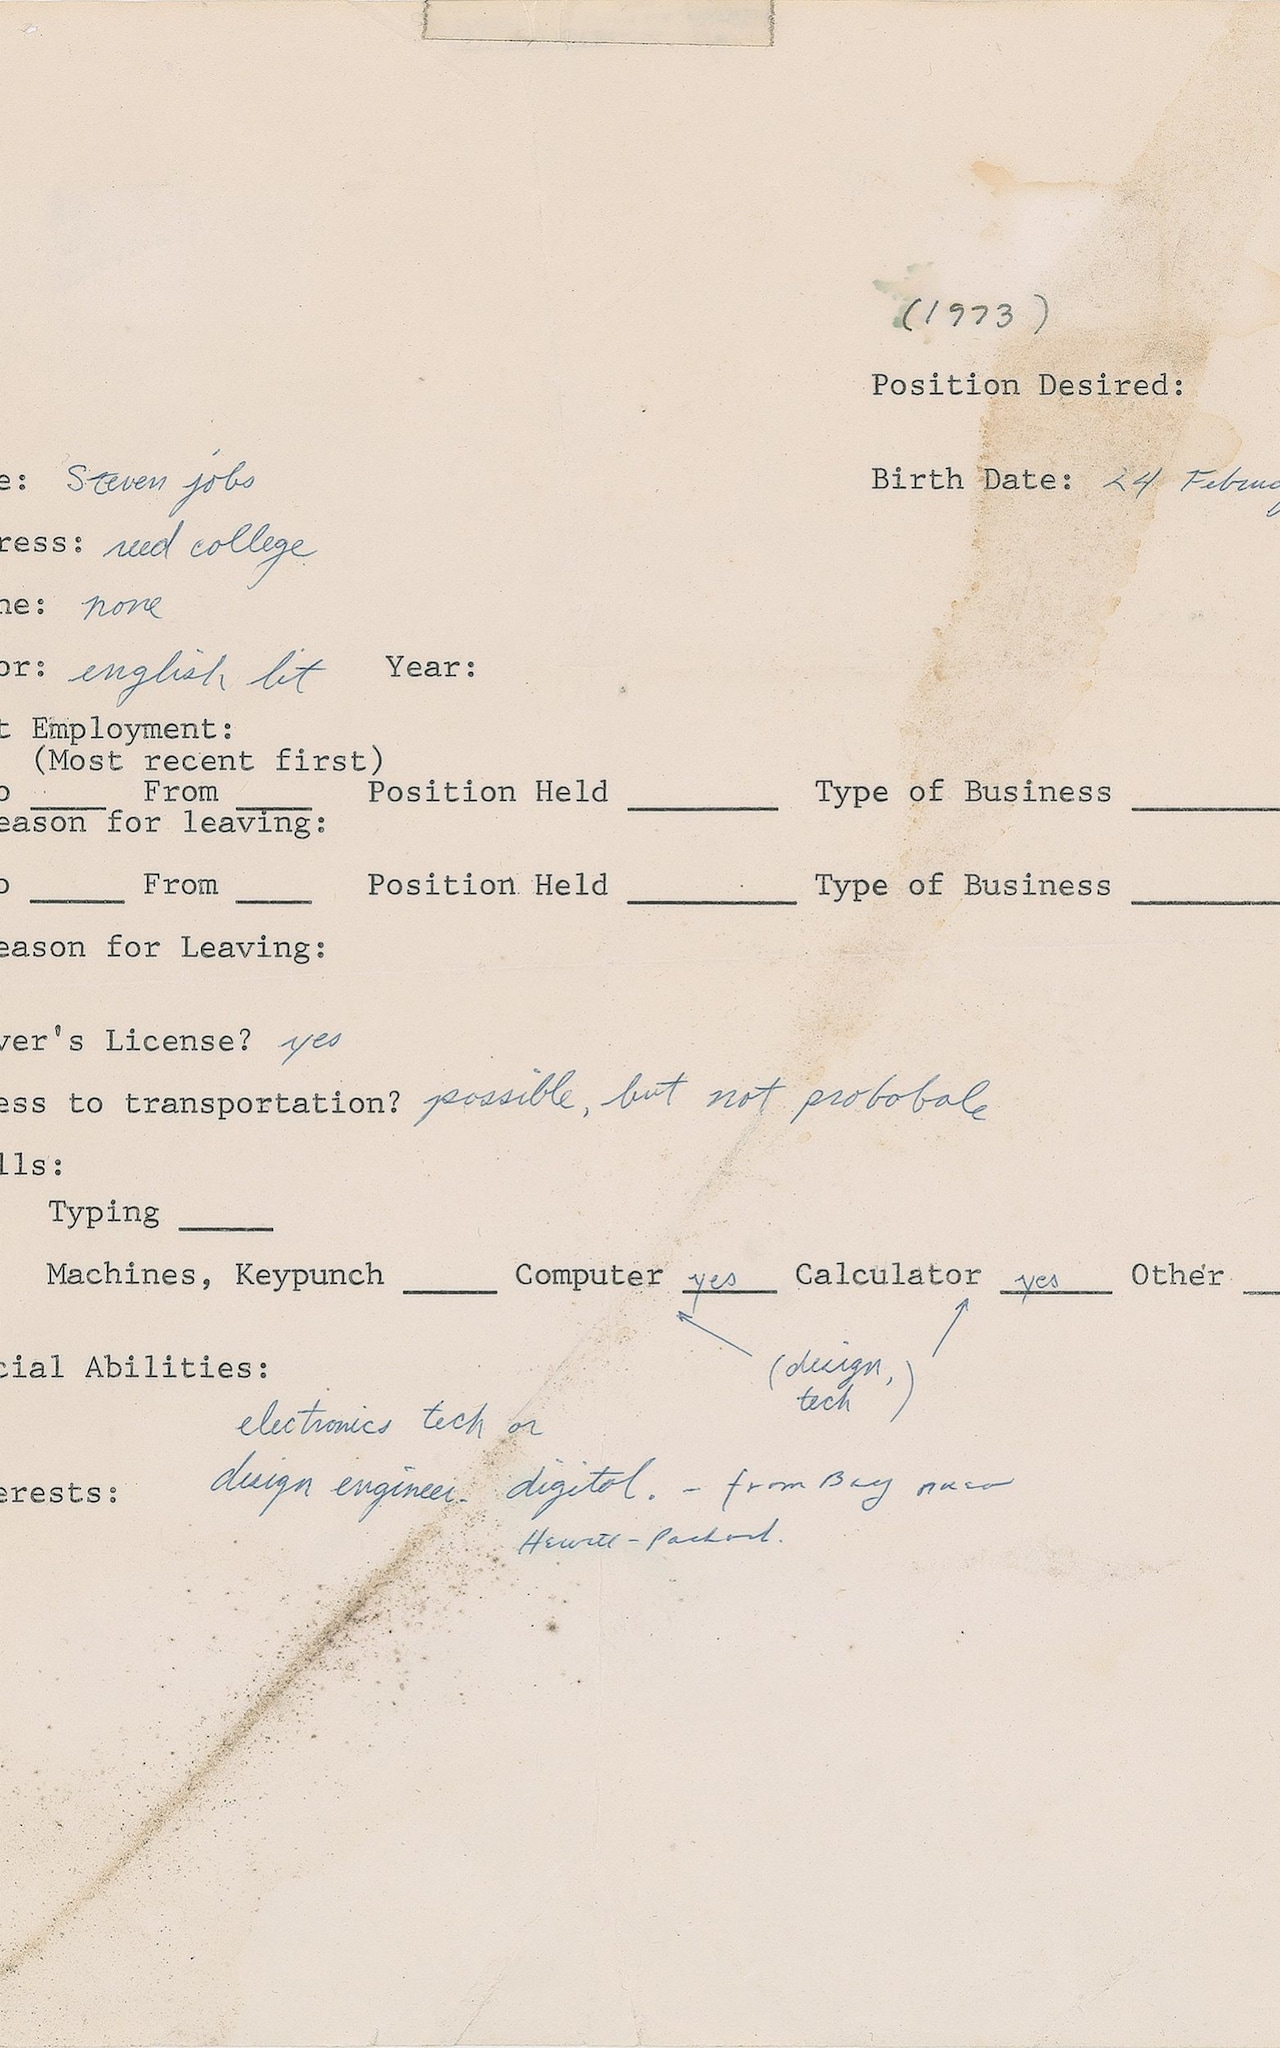 (1973)
Position Desired:
e: Steven jobs Birth Date: 24 Februa
ress: reed college
ne: none
or: english lit Year:
t Employment:
(Most recent first)
o ____ From ____ Position Held ________ Type of Business ________
eason for leaving:
o ____ From ____ Position Held ________ Type of Business ________
eason for Leaving:
ver's License? yes
ess to transportation? possible, but not probobale
lls:
Typing _____
Machines, Keypunch _____ Computer yes Calculator yes Other __
(design,
tech)
cial Abilities:
electronics tech or
erests: design engineer. digital. - from Bay area
Hewitt-Packard.